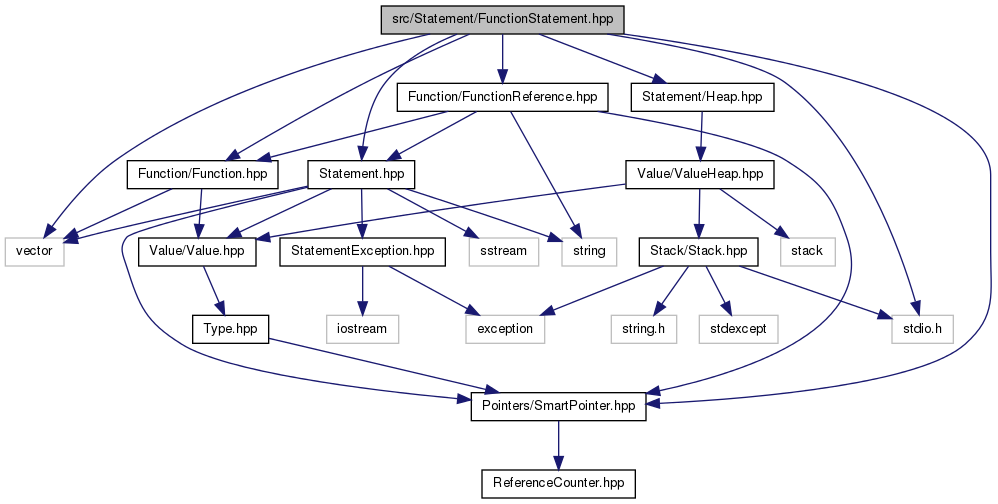 src/Statement/FunctionStatement.hpp
Function/FunctionReference.hpp
Statement/Heap.hpp
Function/Function.hpp
Statement.hpp
Value/ValueHeap.hpp
vector
Value/Value.hpp
StatementException.hpp
sstream
string
Stack/Stack.hpp
stack
Type.hpp
iostream
exception
string.h
stdexcept
stdio.h
Pointers/SmartPointer.hpp
ReferenceCounter.hpp